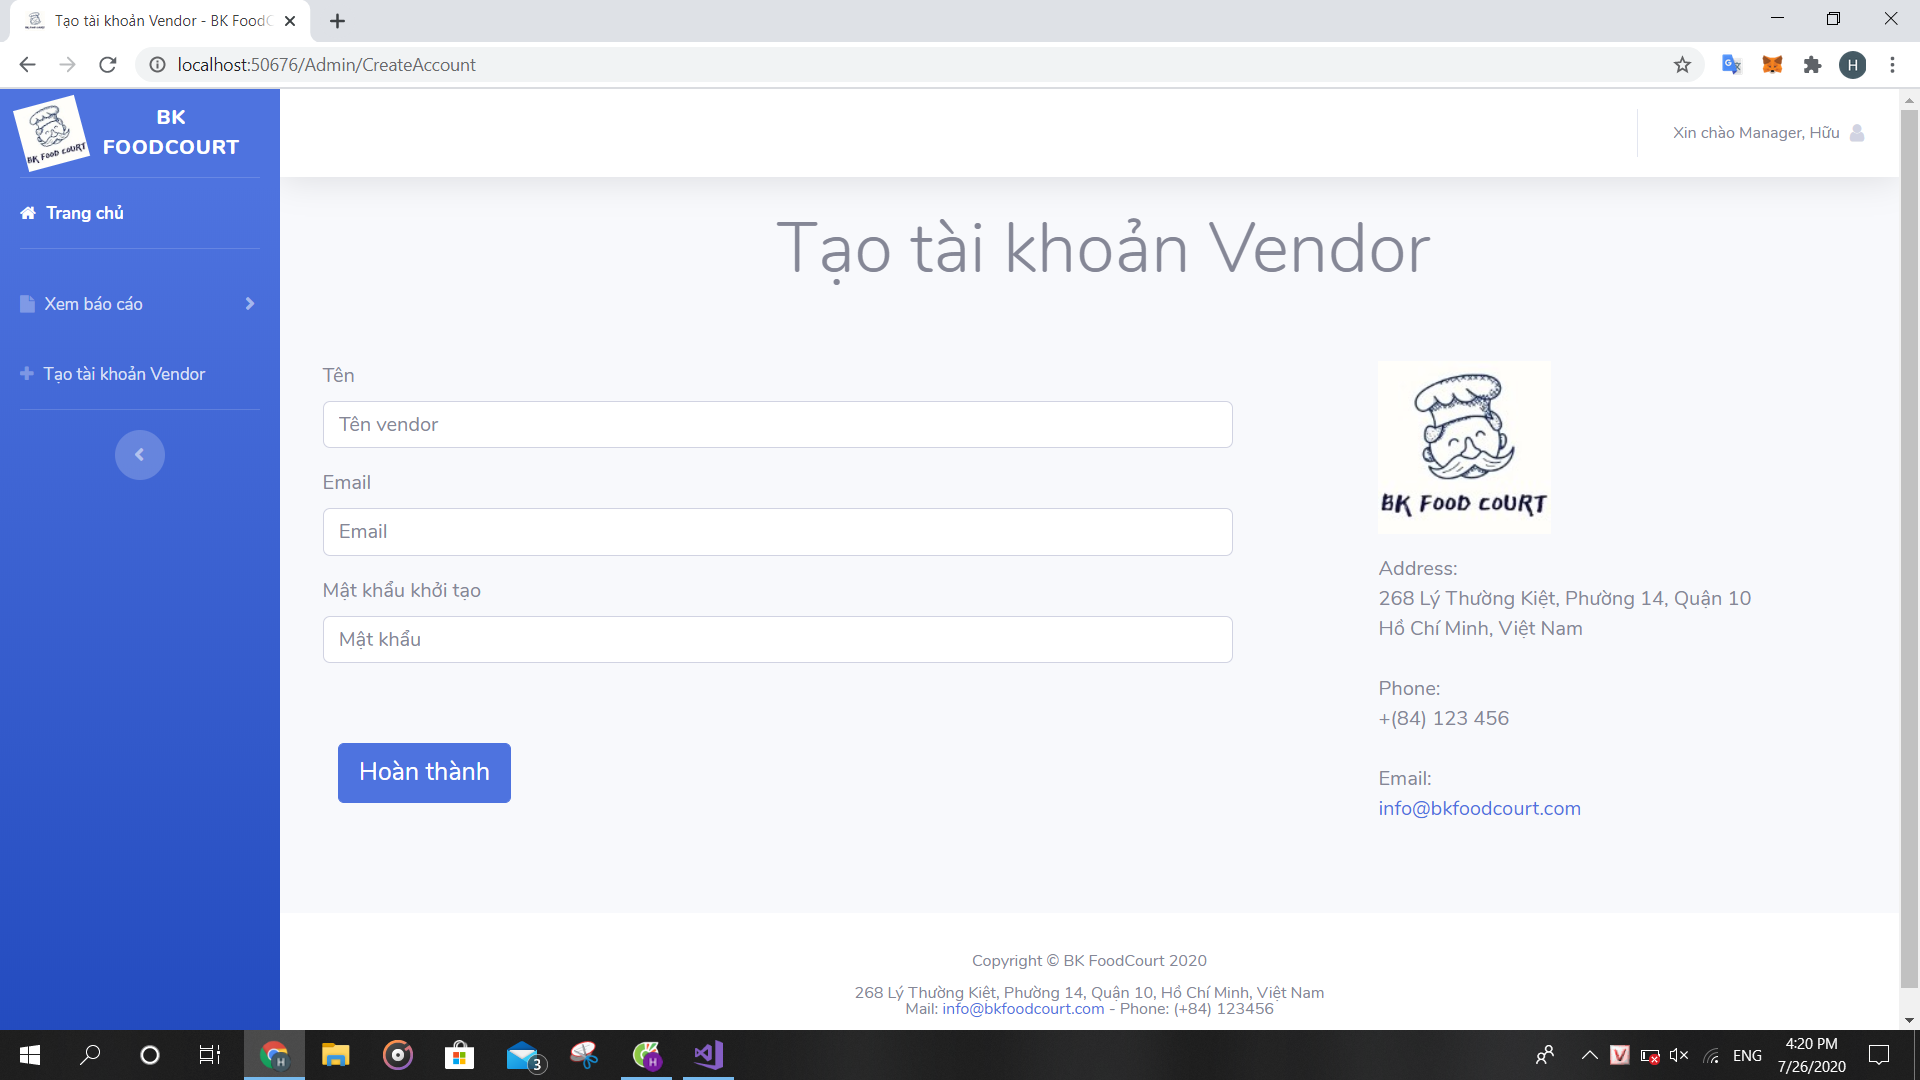 Tạo tài khoản Vendor - BK FoodC
localhost:50676/Admin/CreateAccount
H
BK FOOD COURT
BK
FOODCOURT
Xin chào Manager, Hữu
Trang chủ
Xem báo cáo
Tạo tài khoản Vendor
Tạo tài khoản Vendor
Tên
Tên vendor
Email
Email
Mật khẩu khởi tạo
Mật khẩu
Hoàn thành
BK FOOD COURT
Address:
268 Lý Thường Kiệt, Phường 14, Quận 10
Hồ Chí Minh, Việt Nam
Phone:
+(84) 123 456
Email:
info@bkfoodcourt.com
Copyright © BK FoodCourt 2020
268 Lý Thường Kiệt, Phường 14, Quận 10, Hồ Chí Minh, Việt Nam
Mail: info@bkfoodcourt.com - Phone: (+84) 123456
H
3
H
V
ENG
4:20 PM
7/26/2020